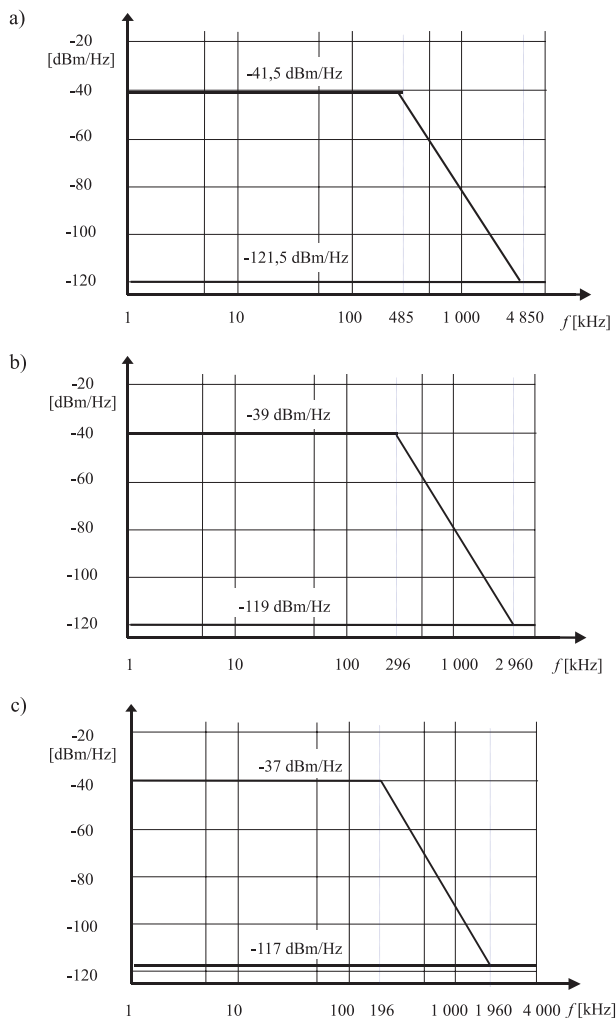 a)
-20
[dBm/Hz]
-41,5 dBm/Hz
-40
-60
-80
-100
-121,5 dBm/Hz
-120
1 10 100 485 1 000 4 850 f [kHz]
b)
-20
[dBm/Hz]
-39 dBm/Hz
-40
-60
-80
-100
-119 dBm/Hz
-120
1 10 100 296 1 000 2 960 f [kHz]
c)
-20
[dBm/Hz]
-37 dBm/Hz
-40
-60
-80
-100
-117 dBm/Hz
-120
1 10 100 196 1 000 1 960 4 000 f [kHz]